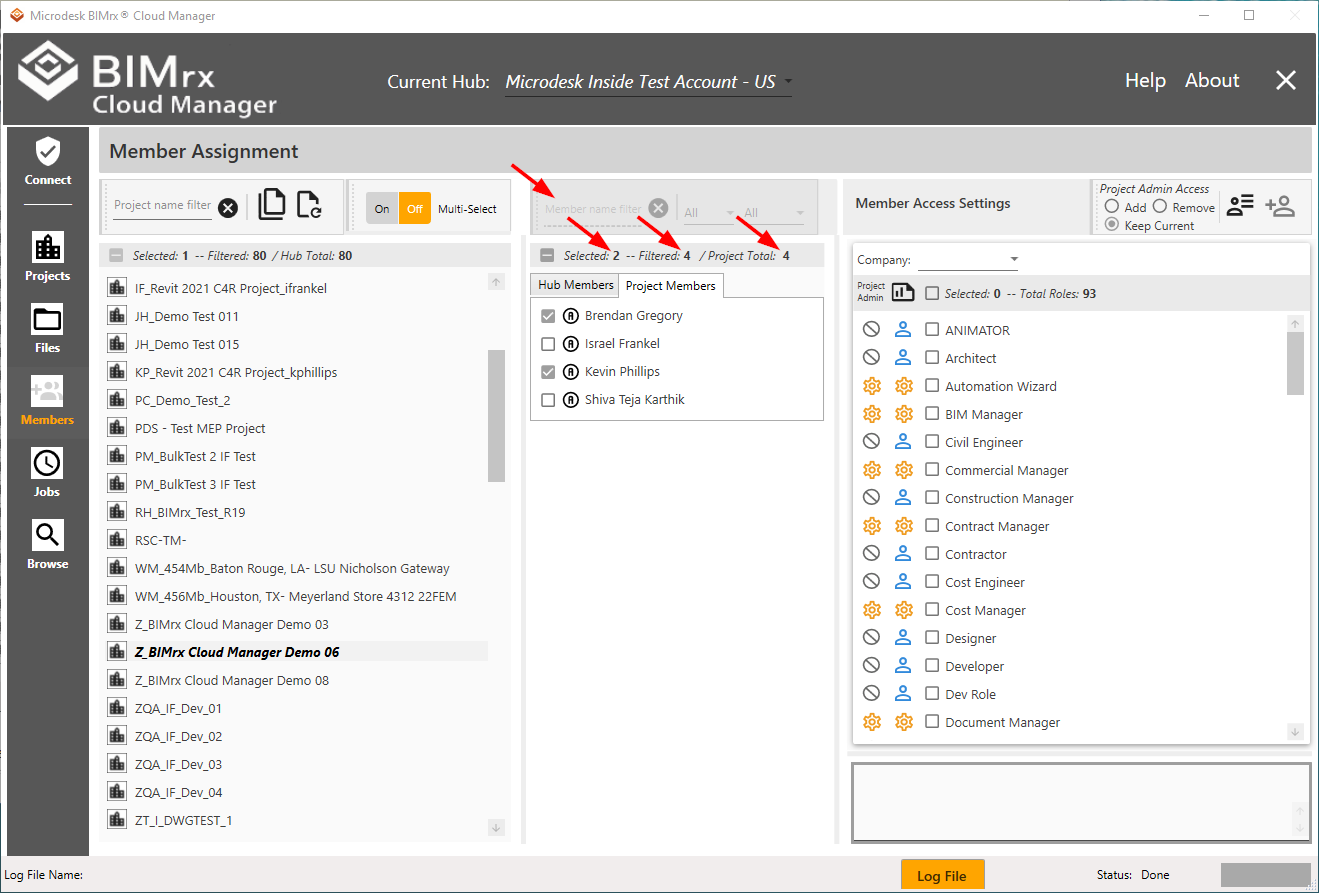 Microdesk BIMrx® Cloud Manager
BIMrx
Cloud Manager
Current Hub: Microdesk Inside Test Account - US
Help About
Connect
Projects
Files
Members
Jobs
Browse
Member Assignment
Project name filter
On Off Multi-Select
Selected: 1 -- Filtered: 80 / Hub Total: 80
IF_Revit 2021 C4R Project_ifrankel
JH_Demo Test 011
JH_Demo Test 015
KP_Revit 2021 C4R Project_kphillips
PC_Demo_Test_2
PDS - Test MEP Project
PM_BulkTest 2 IF Test
PM_BulkTest 3 IF Test
RH_BIMrx_Test_R19
RSC-TM-
WM_454Mb_Baton Rouge, LA- LSU Nicholson Gateway
WM_456Mb_Houston, TX- Meyerland Store 4312 22FEM
Z_BIMrx Cloud Manager Demo 03
Z_BIMrx Cloud Manager Demo 06
Z_BIMrx Cloud Manager Demo 08
ZQA_IF_Dev_01
ZQA_IF_Dev_02
ZQA_IF_Dev_03
ZQA_IF_Dev_04
ZT_I_DWGTEST_1
Member name filter
All All
Selected: 2 -- Filtered: 4 / Project Total: 4
Hub Members Project Members
Brendan Gregory
Israel Frankel
Kevin Phillips
Shiva Teja Karthik
Member Access Settings
Project Admin Access
Add Remove
Keep Current
Company:
Project
Admin
Selected: 0 -- Total Roles: 93
ANIMATOR
Architect
Automation Wizard
BIM Manager
Civil Engineer
Commercial Manager
Construction Manager
Contract Manager
Contractor
Cost Engineer
Cost Manager
Designer
Developer
Dev Role
Document Manager
Log File Name:
Log File
Status: Done